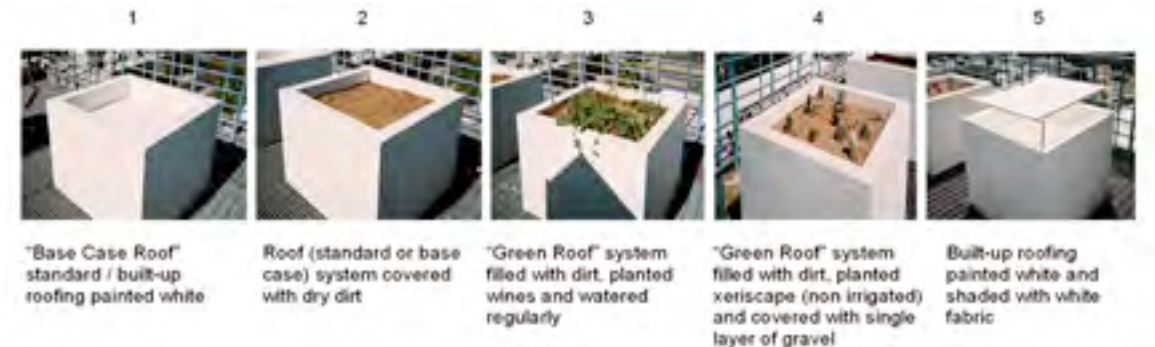 1
2
3
4
5
"Base Case Roof"
standard / built-up
roofing painted white
Roof (standard or base
case) system covered
with dry dirt
"Green Roof" system
filled with dirt, planted
wines and watered
regularly
"Green Roof" system
filled with dirt, planted
xeriscape (non irrigated)
and covered with single
layer of gravel
Built-up roofing
painted white and
shaded with white
fabric